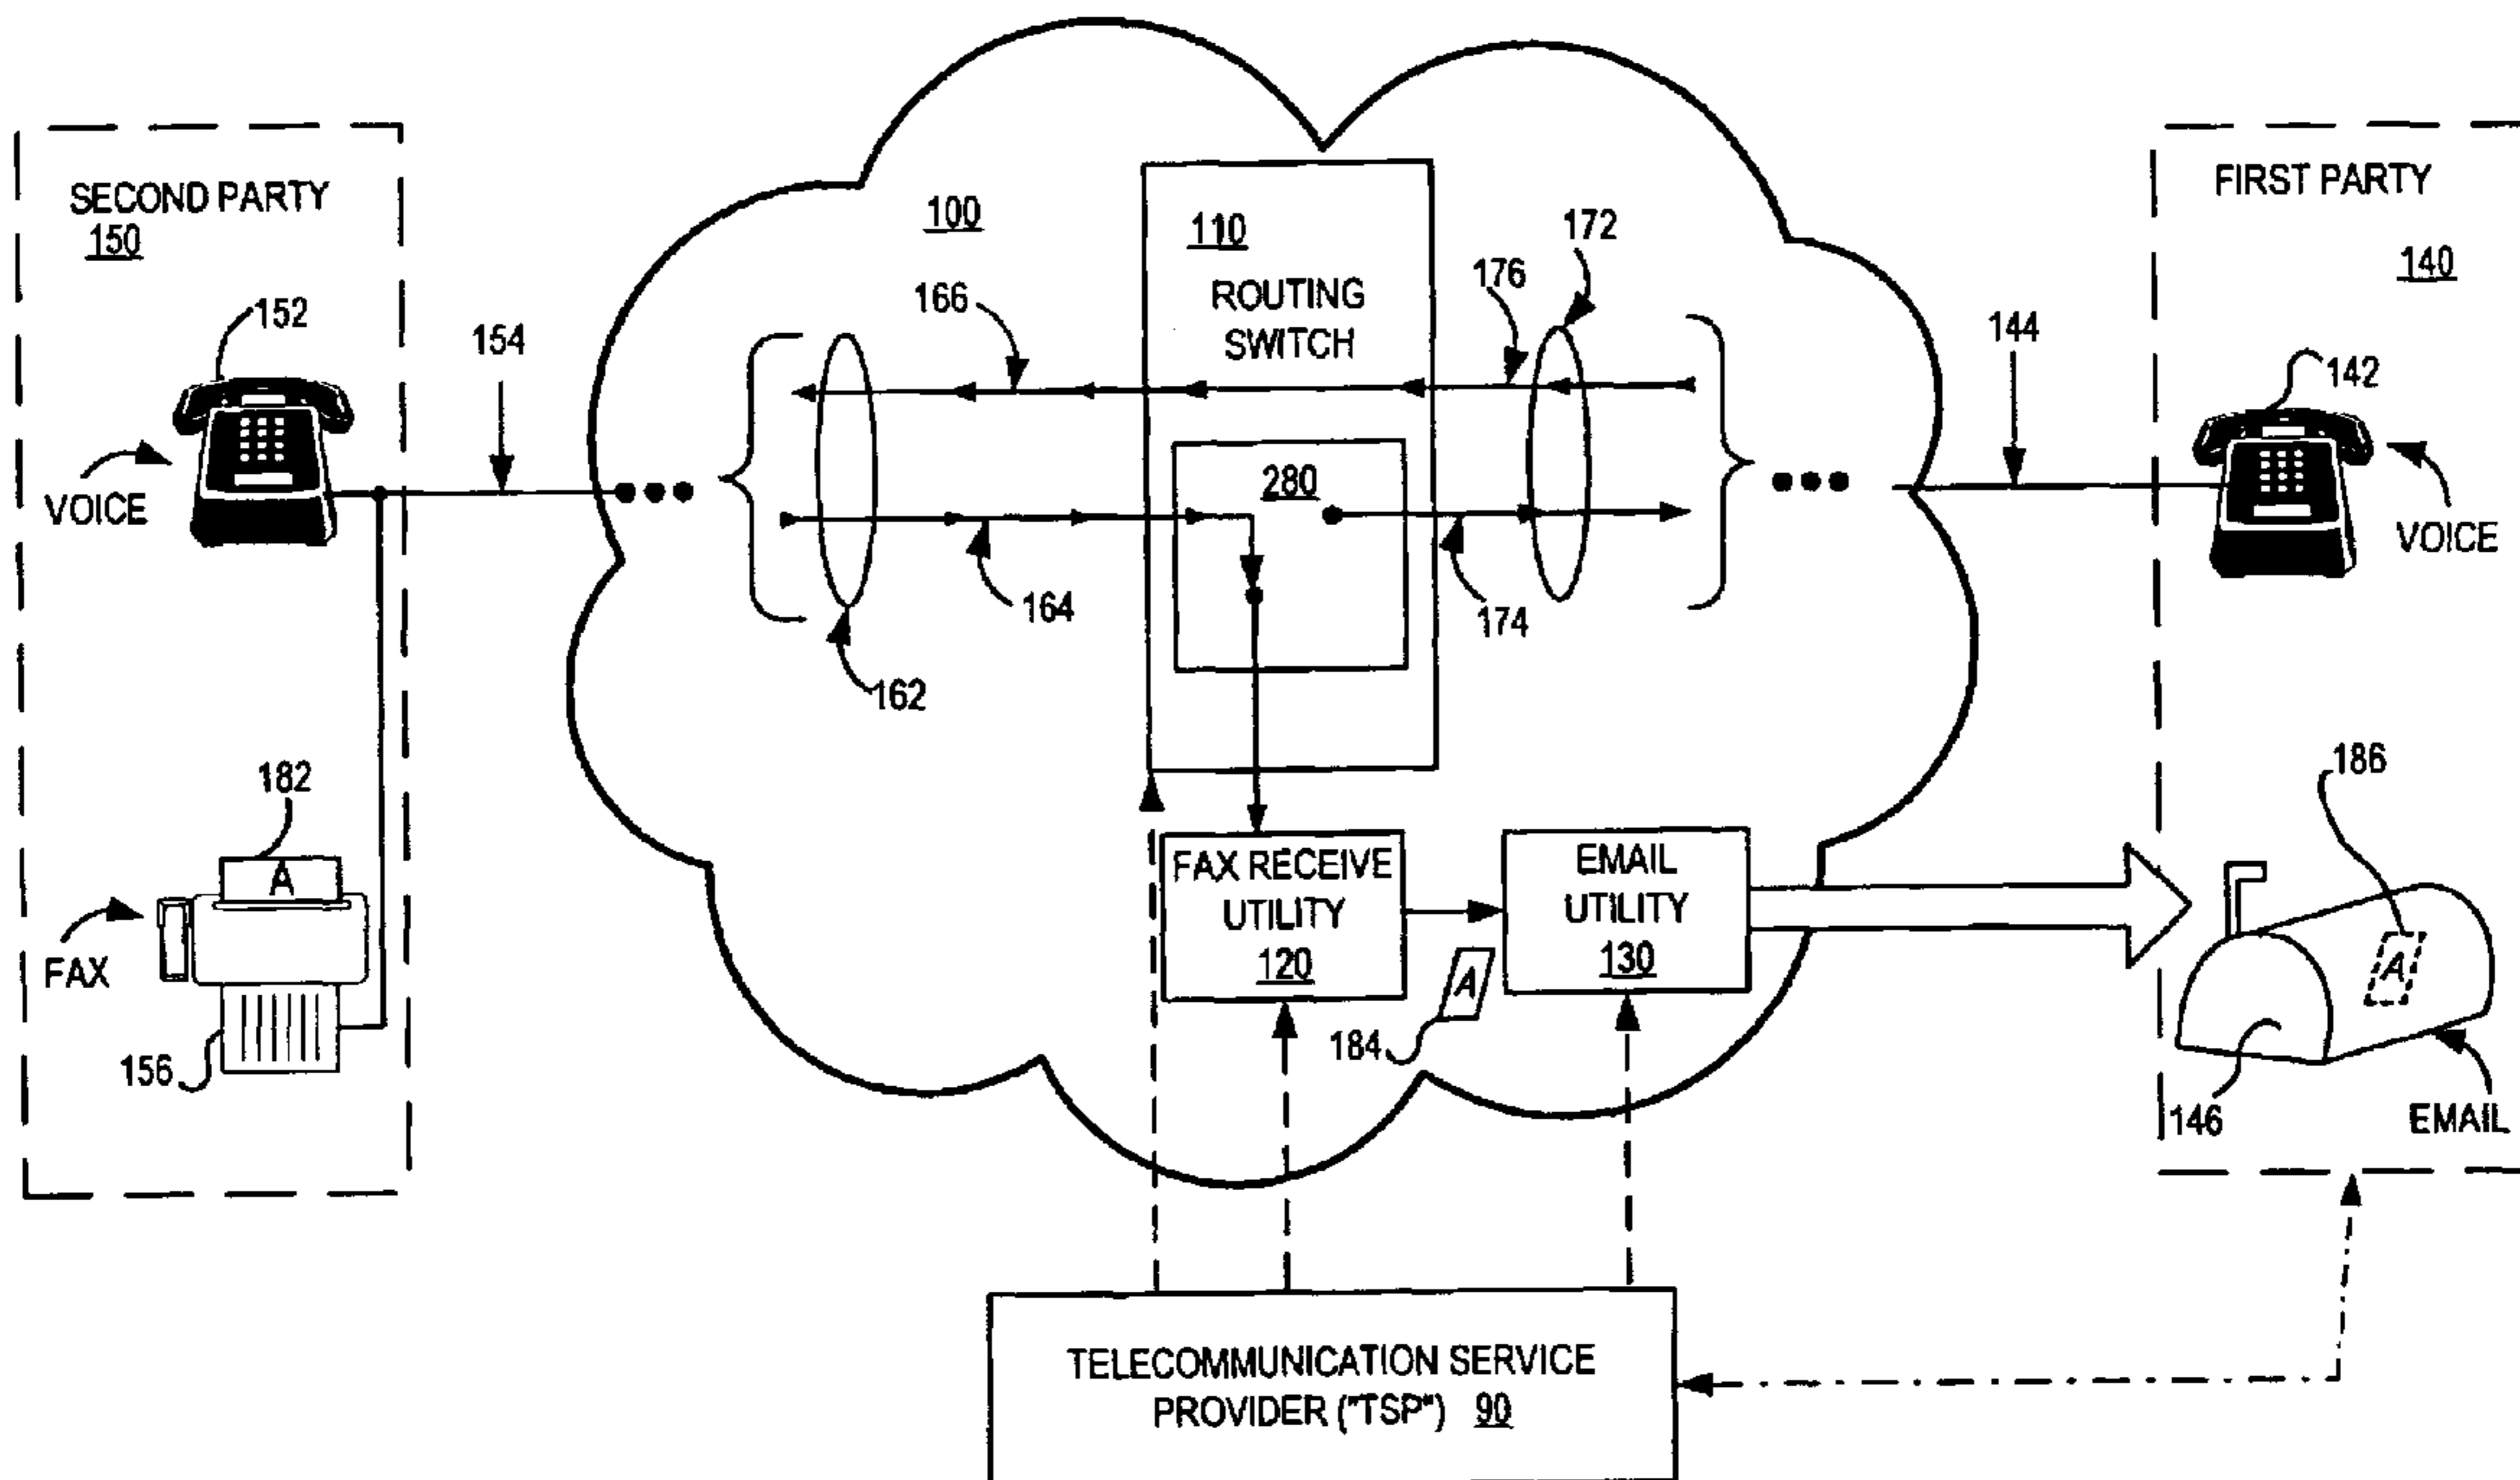 SECOND PARTY
150
152
154
VOICE
182
A
FAX
156
100
110
ROUTING
SWITCH
166
176
172
280
164
174
162
FAX RECEIVE
UTILITY
120
EMAIL
UTILITY
130
A
184
144
FIRST PARTY
140
142
VOICE
186
A
146
EMAIL
TELECOMMUNICATION SERVICE
PROVIDER ("TSP") 90